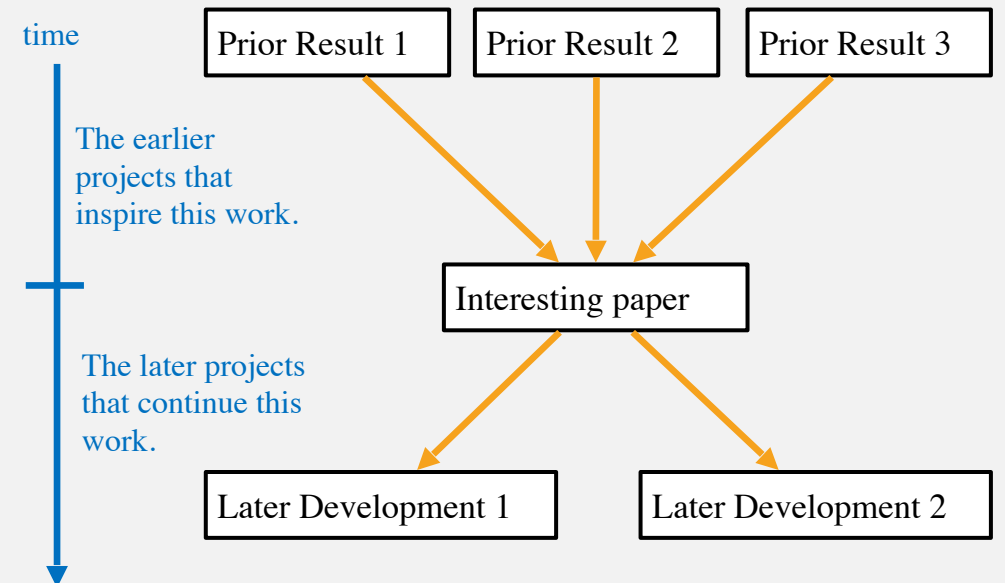 time
Prior Result 1
Prior Result 2
Prior Result 3
The earlier
projects that
inspire this work.
Interesting paper
The later projects
that continue this
work.
Later Development 1
Later Development 2